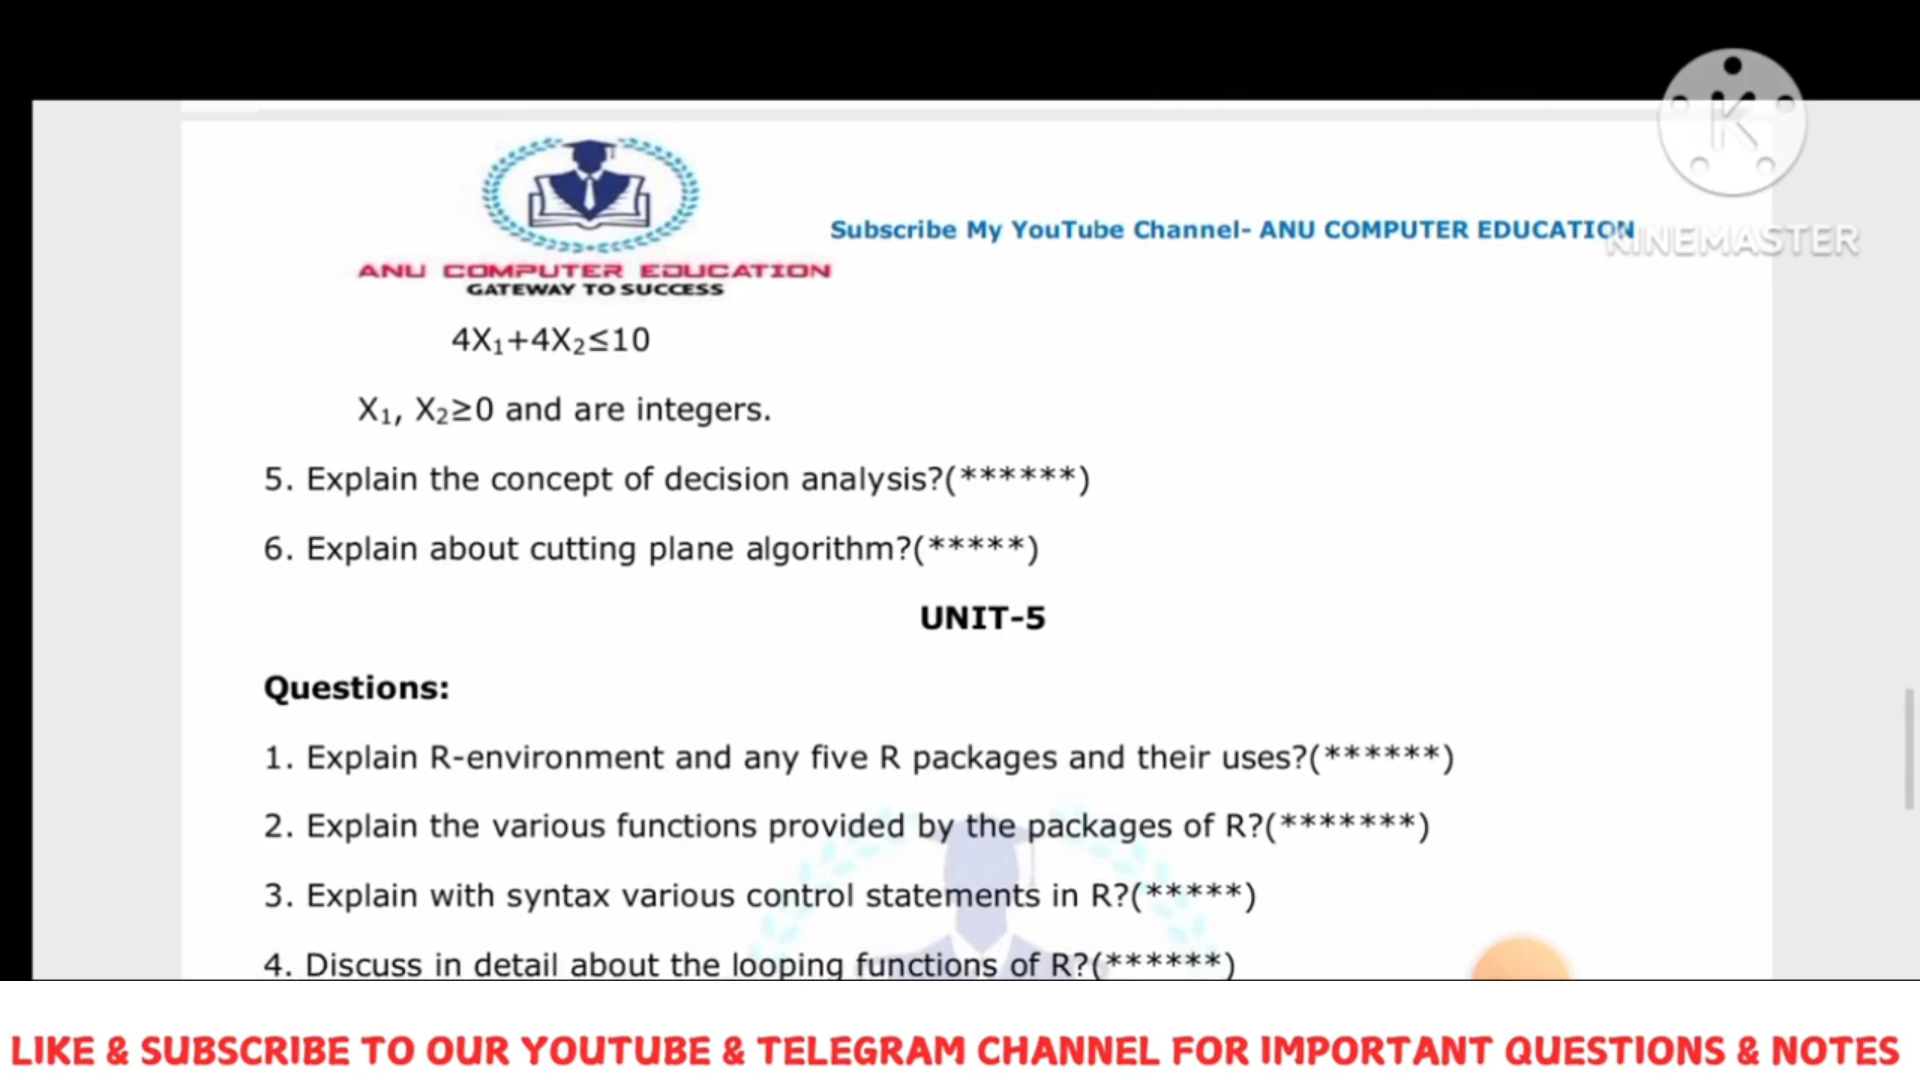 K
KINEMASTER
Subscribe My YouTube Channel- ANU COMPUTER EDUCATION
ANU COMPUTER EDUCATION
GATEWAY TO SUCCESS
4X₁+4X₂≤10
X₁, X₂≥0 and are integers.
5. Explain the concept of decision analysis?(******)
6. Explain about cutting plane algorithm?(*****)
UNIT-5
Questions:
1. Explain R-environment and any five R packages and their uses?(******)
2. Explain the various functions provided by the packages of R?(*******)
3. Explain with syntax various control statements in R?(*****)
4. Discuss in detail about the looping functions of R?(******)
LIKE & SUBSCRIBE TO OUR YOUTUBE & TELEGRAM CHANNEL FOR IMPORTANT QUESTIONS & NOTES